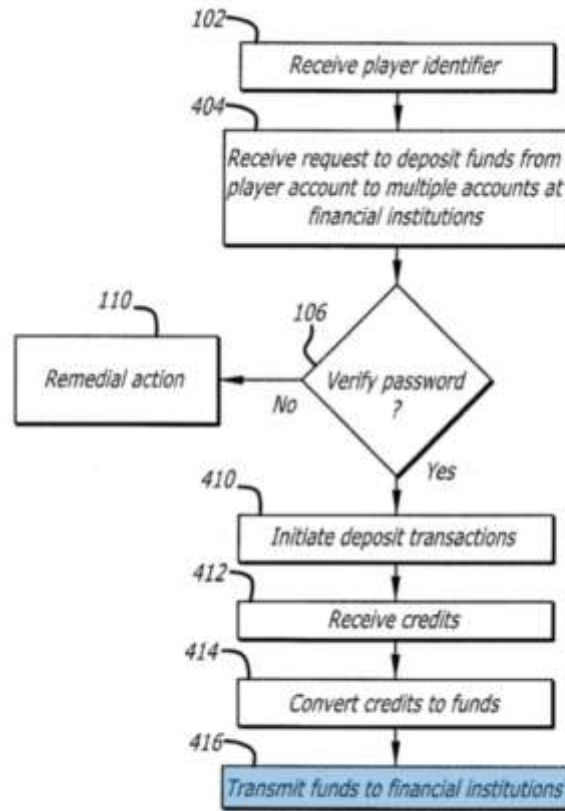 102
Receive player identifier
404
Receive request to deposit funds from
player account to multiple accounts at
financial institutions
110
106
Remedial action
Verify password
?
No
Yes
410
Initiate deposit transactions
412
Receive credits
414
Convert credits to funds
416
Transmit funds to financial institutions